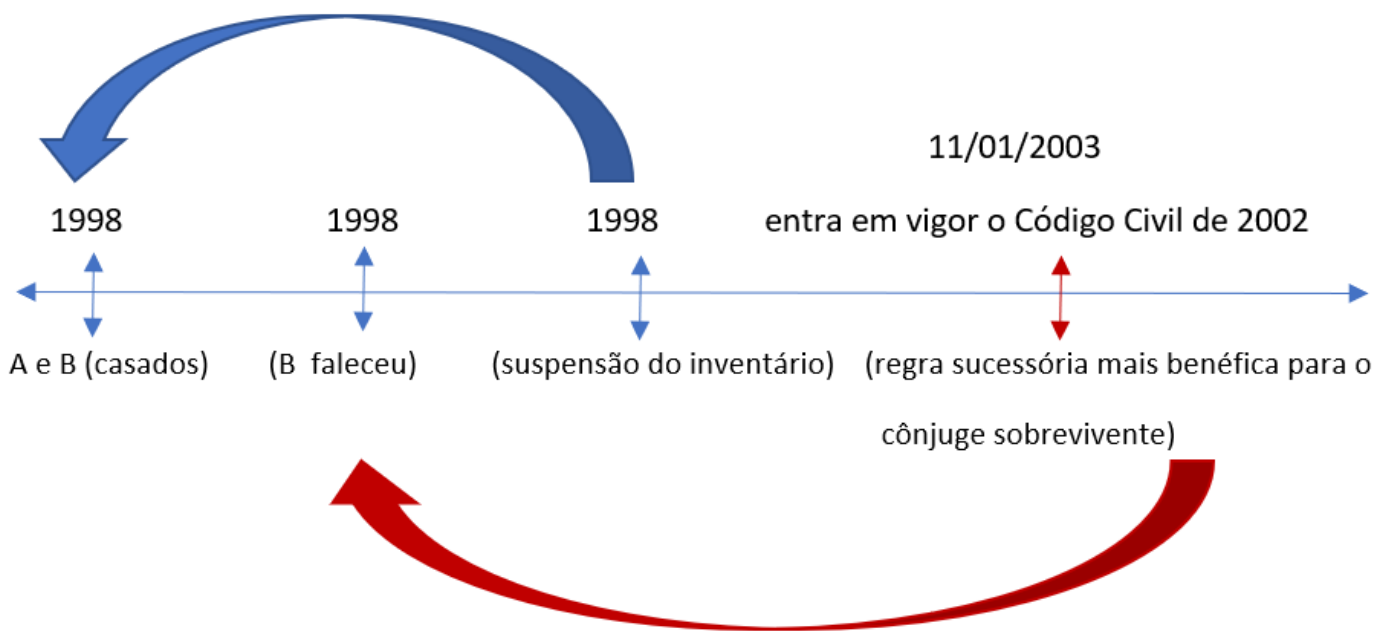 11/01/2003
1998 1998 1998 entra em vigor o Código Civil de 2002
A e B (casados) (B faleceu) (suspensão do inventário) (regra sucessória mais benéfica para o
cônjuge sobrevivente)